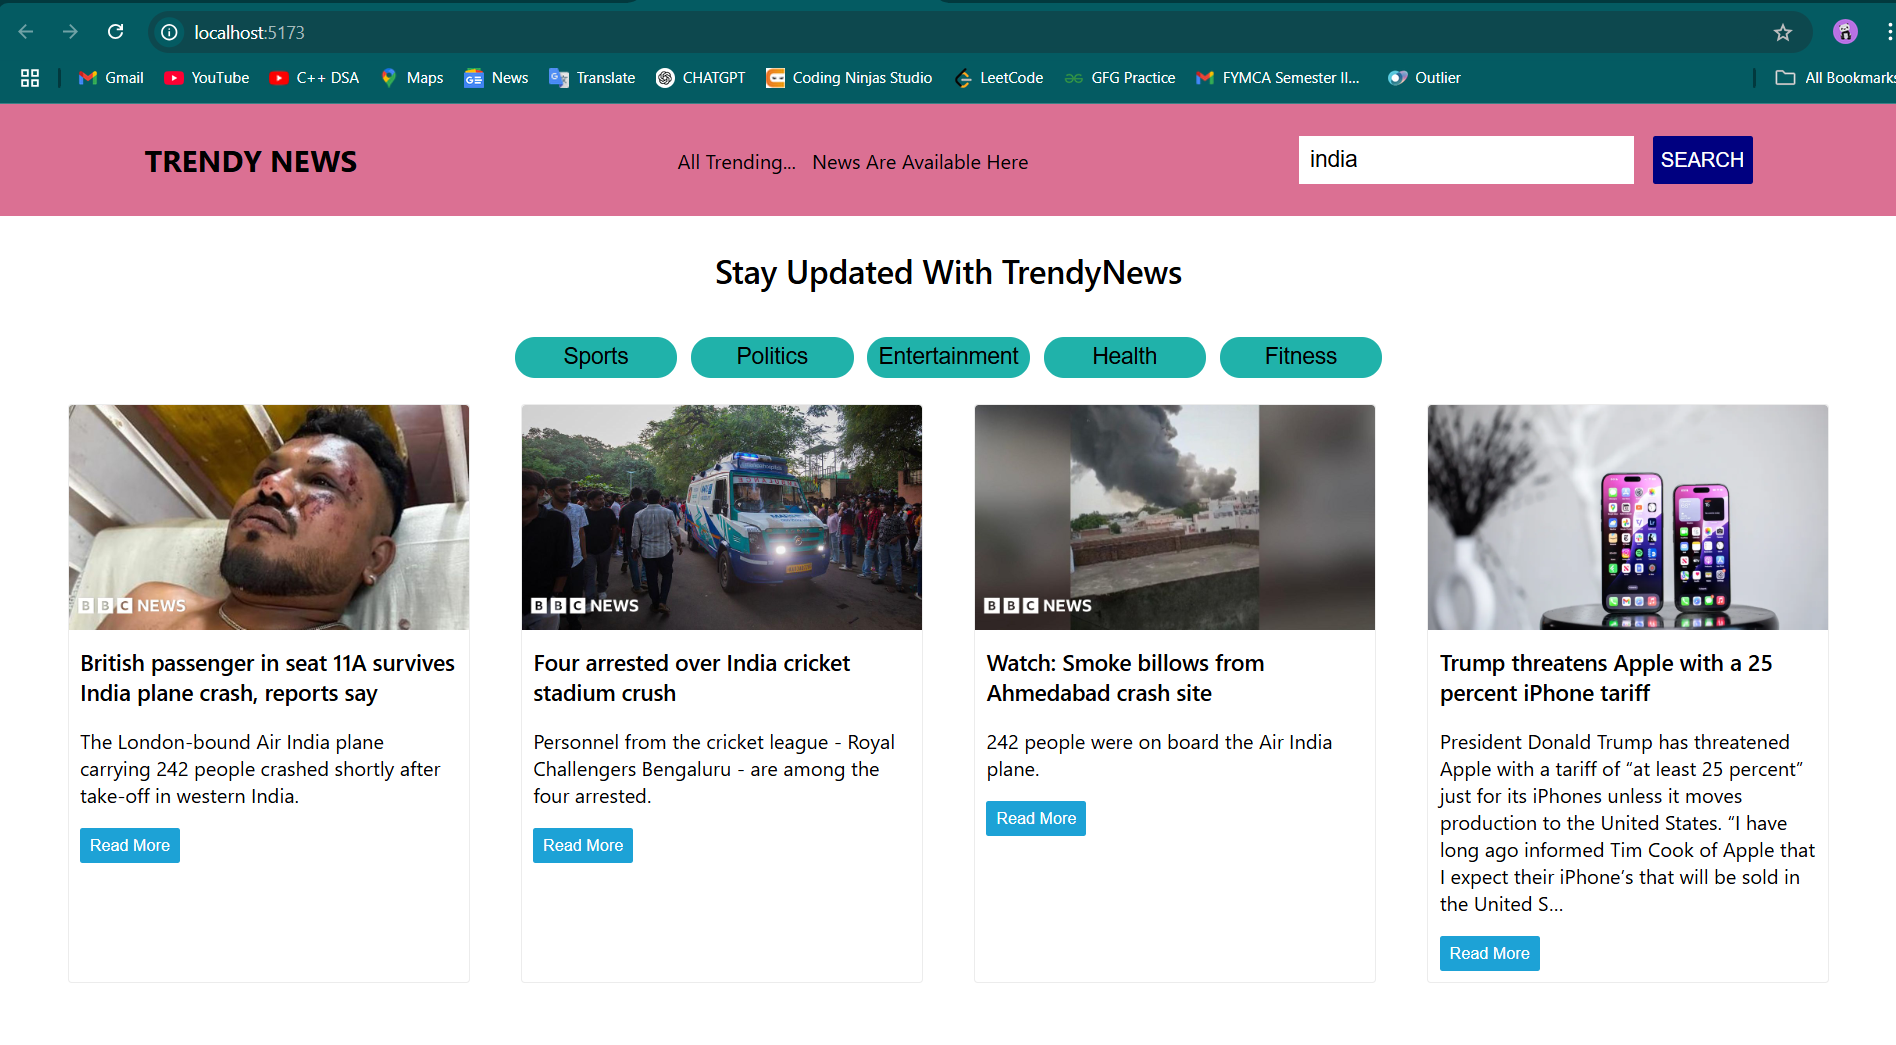 localhost:5173
Gmail YouTube C++ DSA Maps News Translate CHATGPT Coding Ninjas Studio LeetCode GFG Practice FYMCA Semester II... Outlier All Bookmarks
TRENDY NEWS
All Trending... News Are Available Here
india
SEARCH
Stay Updated With TrendyNews
Sports Politics Entertainment Health Fitness
BBC NEWS
British passenger in seat 11A survives
India plane crash, reports say
The London-bound Air India plane
carrying 242 people crashed shortly after
take-off in western India.
Read More
BBC NEWS
Four arrested over India cricket
stadium crush
Personnel from the cricket league - Royal
Challengers Bengaluru - are among the
four arrested.
Read More
BBC NEWS
Watch: Smoke billows from
Ahmedabad crash site
242 people were on board the Air India
plane.
Read More
Trump threatens Apple with a 25
percent iPhone tariff
President Donald Trump has threatened
Apple with a tariff of “at least 25 percent”
just for its iPhones unless it moves
production to the United States. “I have
long ago informed Tim Cook of Apple that
I expect their iPhone’s that will be sold in
the United S…
Read More